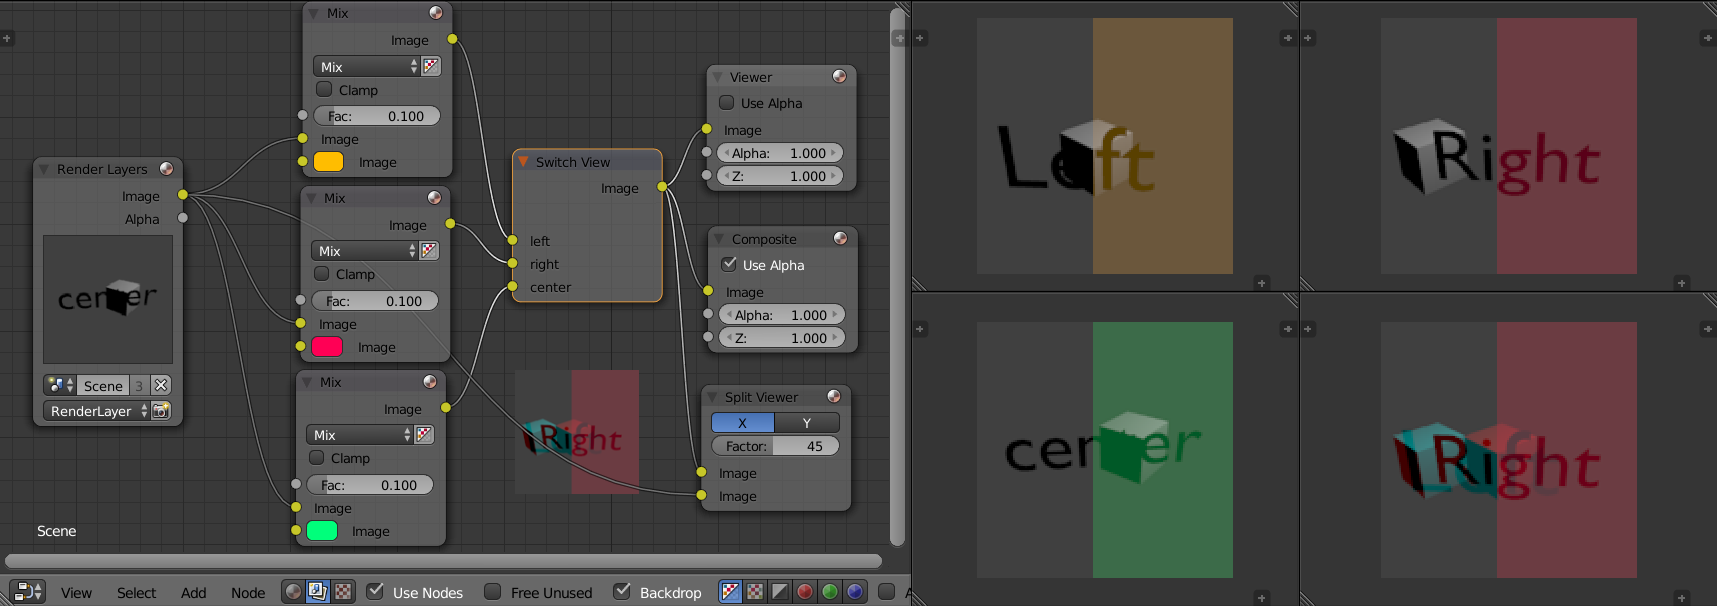 Mix
Image
Mix
Clamp
Fac: 0.100
Image
Image
Render Layers
Image
Alpha
center
Scene 3
RenderLayer
Mix
Image
Mix
Clamp
Fac: 0.100
Image
Image
Mix
Image
Mix
Clamp
Fac: 0.100
Image
Image
Switch View
Image
left
right
center
Viewer
Use Alpha
Image
Alpha: 1.000
Z: 1.000
Composite
Use Alpha
Image
Alpha: 1.000
Z: 1.000
Split Viewer
X Y
Factor: 45
Image
Image
Right
Scene
View Select Add Node Use Nodes Free Unused Backdrop
Left
Right
center
Right